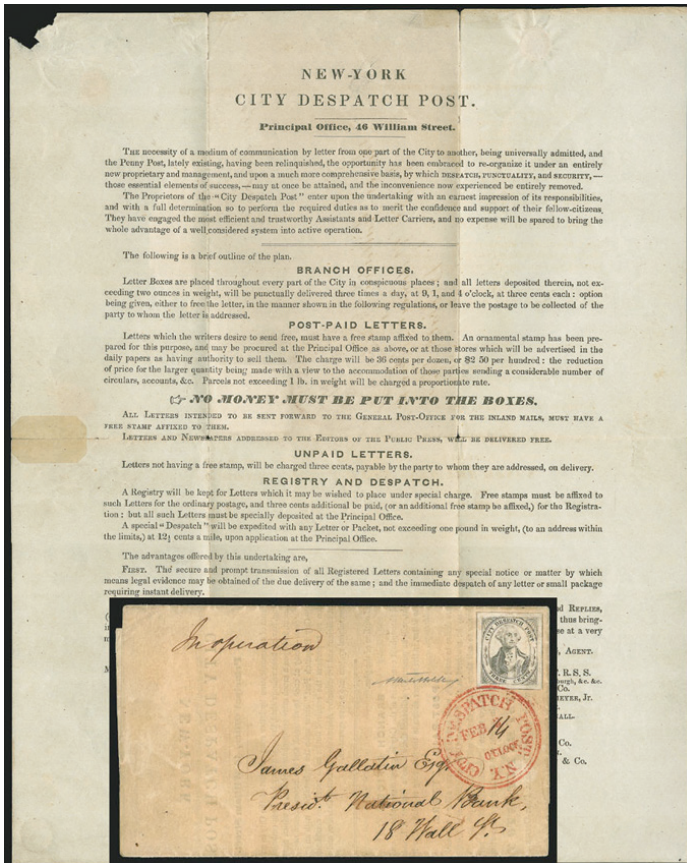 NEW-YORK
CITY DESPATCH POST.
Principal Office, 46 William Street.
The necessity of a medium of communication by letter from one part of the City to another, being universally admitted, and
the Penny Post, lately existing, having been relinquished, the opportunity has been embraced to re-organize it under an entirely
new proprietary and management, and upon a much more comprehensive basis, by which despatch, punctuality, and security,—
those essential elements of success,—may at once be attained, and the inconvenience now experienced be entirely removed.
The Proprietors of the "City Despatch Post" enter upon the undertaking with an earnest impression of its responsibilities,
and with a full determination so to perform the required duties as to merit the confidence and support of their fellow-citizens.
They have engaged the most efficient and trustworthy Assistants and Letter Carriers, and no expense will be spared to bring the
whole advantage of a well considered system into active operation.
The following is a brief outline of the plan.
BRANCH OFFICES.
Letter Boxes are placed throughout every part of the City in conspicuous places; and all letters deposited therein, not ex-
ceeding two ounces in weight, will be punctually delivered three times a day, at 9, 1, and 4 o'clock, at three cents each: option
being given, either to free the letter, in the manner shown in the following regulations, or leave the postage to be collected of the
party to whom the letter is addressed.
POST-PAID LETTERS.
Letters which the writers desire to send free, must have a free stamp affixed to them. An ornamental stamp has been pre-
pared for this purpose, and may be procured at the Principal Office as above, or at those stores which will be advertised in the
daily papers as having authority to sell them. The charge will be 36 cents per dozen, or $2 50 per hundred: the reduction
of price for the larger quantity being made with a view to the accommodation of those parties sending a considerable number of
circulars, accounts, &c. Parcels not exceeding 1 lb. in weight will be charged a proportionate rate.
☞ NO MONEY MUST BE PUT INTO THE BOXES.
All Letters intended to be sent forward to the General Post-Office for the inland mails, must have a
free stamp affixed to them.
Letters and Newspapers addressed to the Editors of the Public Press, will be delivered free.
UNPAID LETTERS.
Letters not having a free stamp, will be charged three cents, payable by the party to whom they are addressed, on delivery.
REGISTRY AND DESPATCH.
A Registry will be kept for Letters which it may be wished to place under special charge. Free stamps must be affixed to
such Letters for the ordinary postage, and three cents additional be paid, (or an additional free stamp be affixed,) for the Registra-
tion; but all such Letters must be specially deposited at the Principal Office.
A special "Despatch" will be expedited with any Letter or Packet, not exceeding one pound in weight, (to an address within
the limits,) at 12½ cents a mile, upon application at the Principal Office.
The advantages offered by this undertaking are,
First. The secure and prompt transmission of all Registered Letters containing any special notice or matter by which
means legal evidence may be obtained of the due delivery of the same; and the immediate despatch of any letter or small package
requiring instant delivery.
nd Replies,
thus bring-
se at a very
, Agent.
F. R. S. S.
burgh, &c. &c.
Co.
meyer, Jr.
all-
Co.
& Co.
In operation
CITY DESPATCH POST
THREE CENTS
CITY DESPATCH POST. N.Y.
FEB 14
O'CLOCK
James Gallatin Esqr
Presidt. National Bank,
18 Wall St.